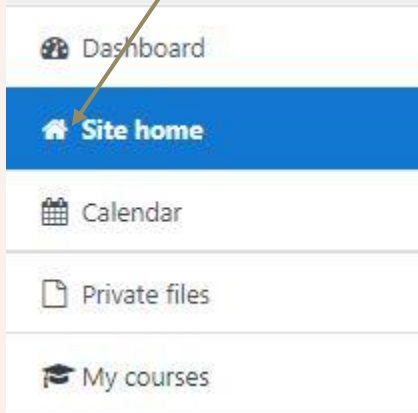 Dashboard
Site home
Calendar
Private files
My courses